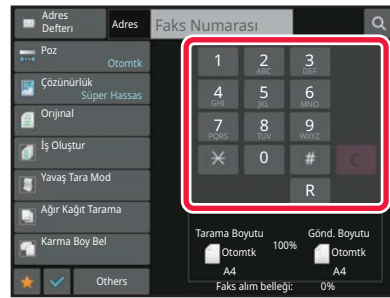 Adres
Defteri
Adres
Faks Numarası
Poz
Otomtk
Çözünürlük
Süper Hassas
Orijinal
İş Oluştur
Yavaş Tara Mod
Ağır Kağıt Tarama
Karma Boy Bel
Others
1
2
ABC
3
DEF
4
GHI
5
JKL
6
MNO
7
PQRS
8
TUV
9
WXYZ
0
#
C
R
Tarama Boyutu
Gönd. Boyutu
Otomtk
100%
Otomtk
A4
A4
Faks alım belleği:
0%